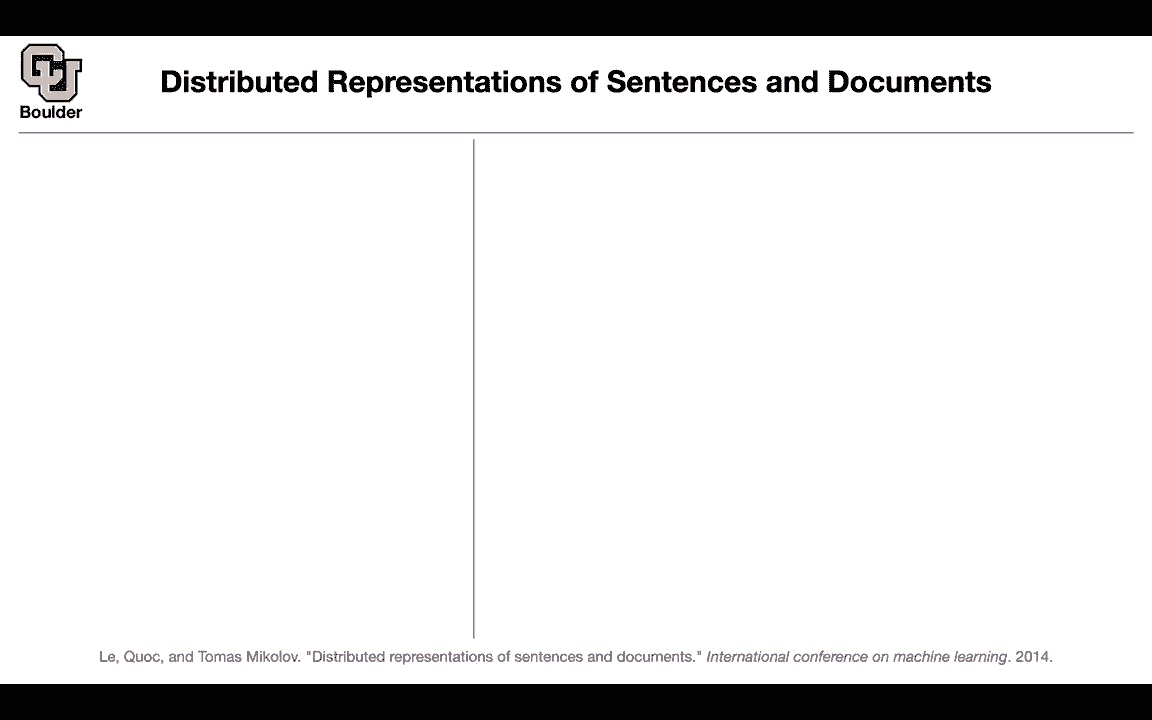 CU
Boulder
Distributed Representations of Sentences and Documents
Le, Quoc, and Tomas Mikolov. "Distributed representations of sentences and documents." International conference on machine learning. 2014.